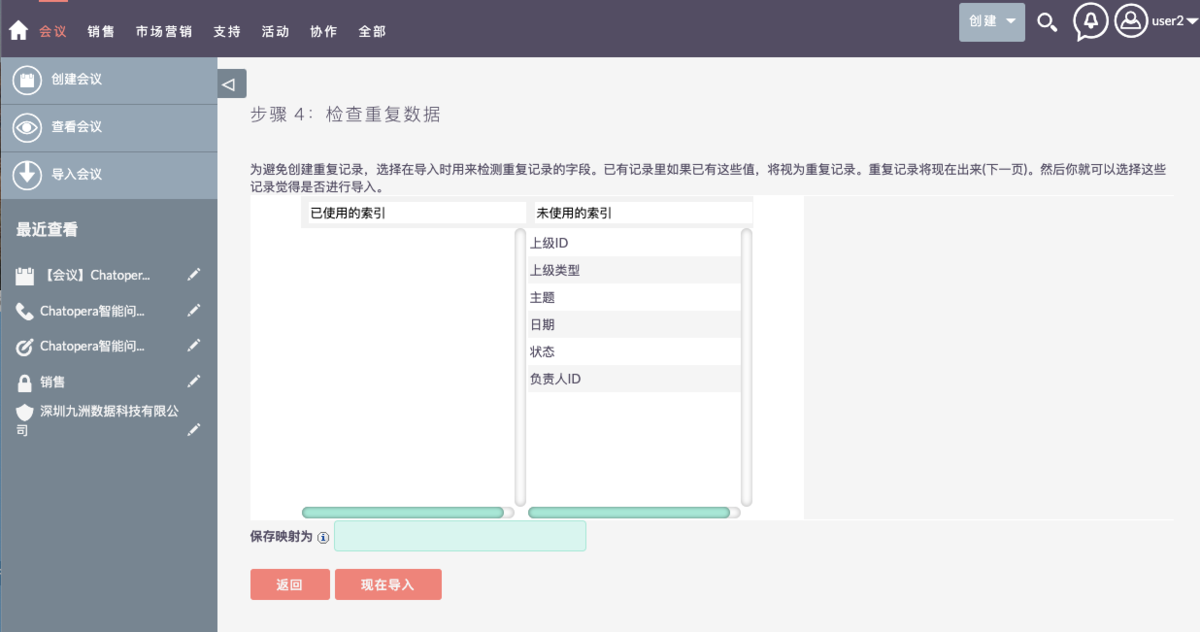 会议 销售 市场营销 支持 活动 协作 全部 创建 user2
创建会议
查看会议
导入会议
最近查看
【会议】Chatoper...
Chatopera智能问...
Chatopera智能问...
销售
深圳九洲数据科技有限公
司
步骤 4：检查重复数据
为避免创建重复记录，选择在导入时用来检测重复记录的字段。已有记录里如果已有这些值，将视为重复记录。重复记录将现在出来(下一页)。然后你就可以选择这些
记录觉得是否进行导入。
已使用的索引 未使用的索引
上级ID
上级类型
主题
日期
状态
负责人ID
保存映射为
返回 现在导入